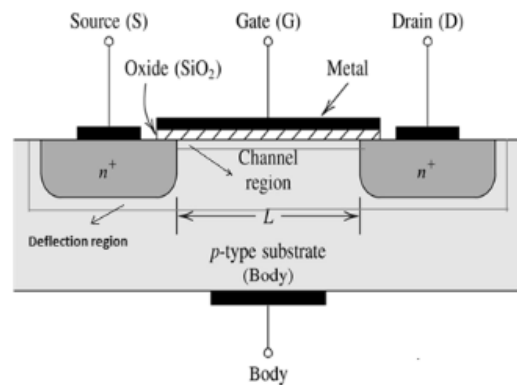 Source (S)
Gate (G)
Drain (D)
Oxide (SiO₂)
Metal
Channel
region
n⁺
n⁺
L
Deflection region
p-type substrate
(Body)
Body